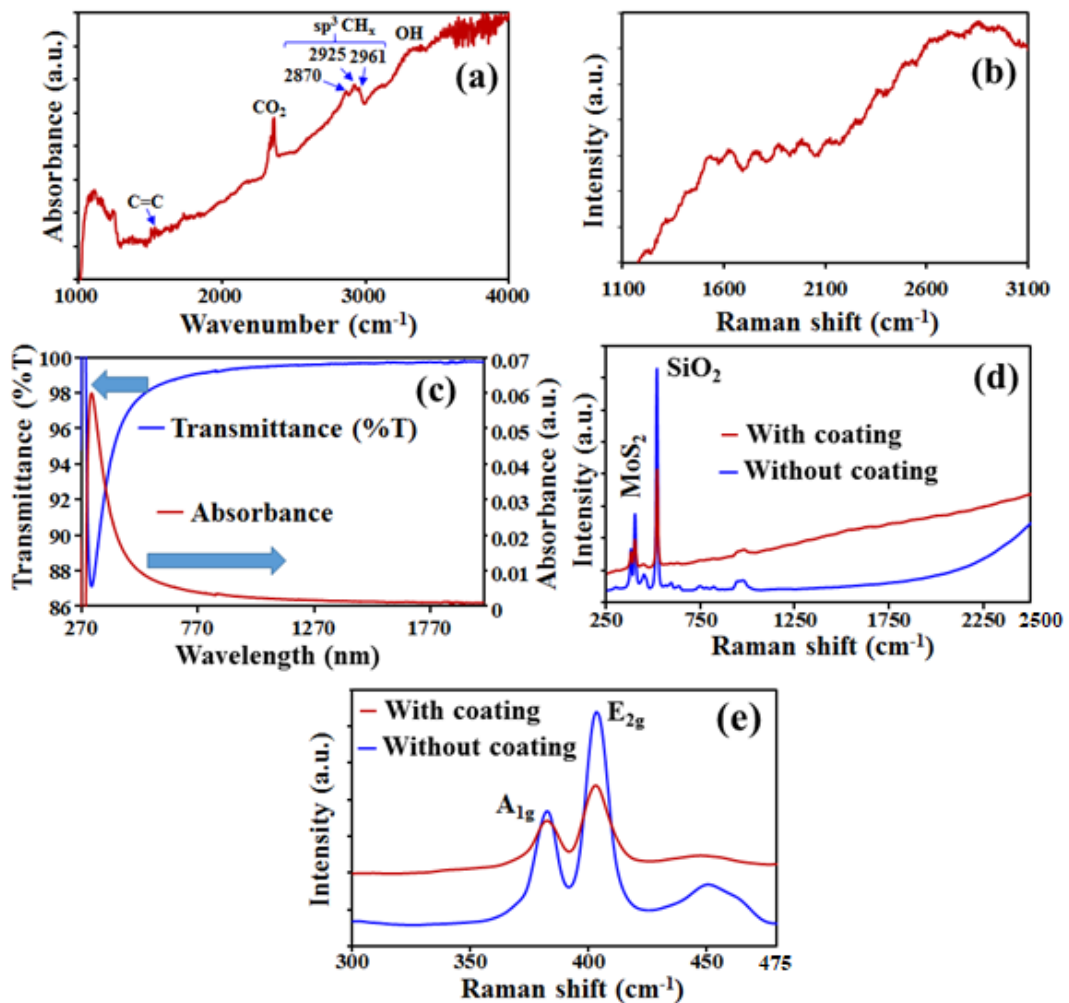 Absorbance (a.u.)
sp³ CHₓ
2925
2961
2870
OH
(a)
CO₂
C=C
1000
2000
3000
4000
Wavenumber (cm⁻¹)
Intensity (a.u.)
(b)
1100
1600
2100
2600
3100
Raman shift (cm⁻¹)
Transmittance (%T)
100
98
96
94
92
90
88
86
(c)
Transmittance (%T)
Absorbance
0.07
0.06
0.05
0.04
0.03
0.02
0.01
0
Absorbance (a.u.)
270
770
1270
1770
Wavelength (nm)
Intensity (a.u.)
SiO₂
(d)
MoS₂
With coating
Without coating
250
750
1250
1750
2250
2500
Raman shift (cm⁻¹)
Intensity (a.u.)
With coating
Without coating
E₂g
(e)
A₁g
300
350
400
450
475
Raman shift (cm⁻¹)